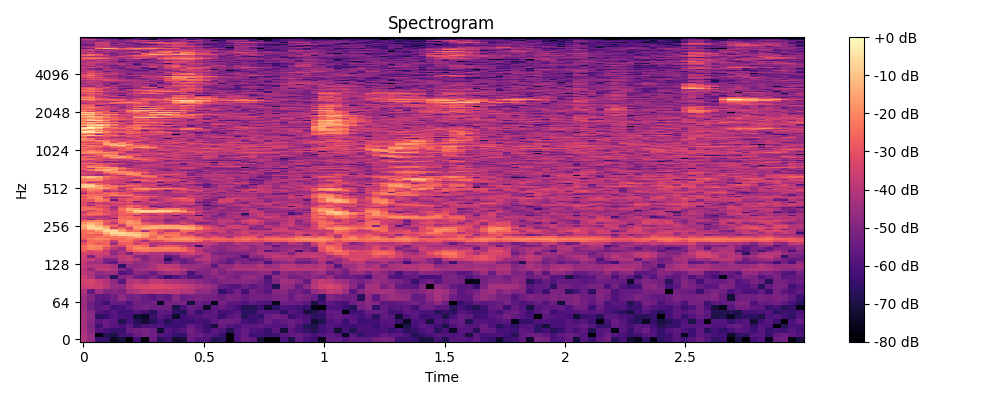 Spectrogram
Hz
4096
2048
1024
512
256
128
64
0
0 0.5 1 1.5 2 2.5
Time
+0 dB
-10 dB
-20 dB
-30 dB
-40 dB
-50 dB
-60 dB
-70 dB
-80 dB